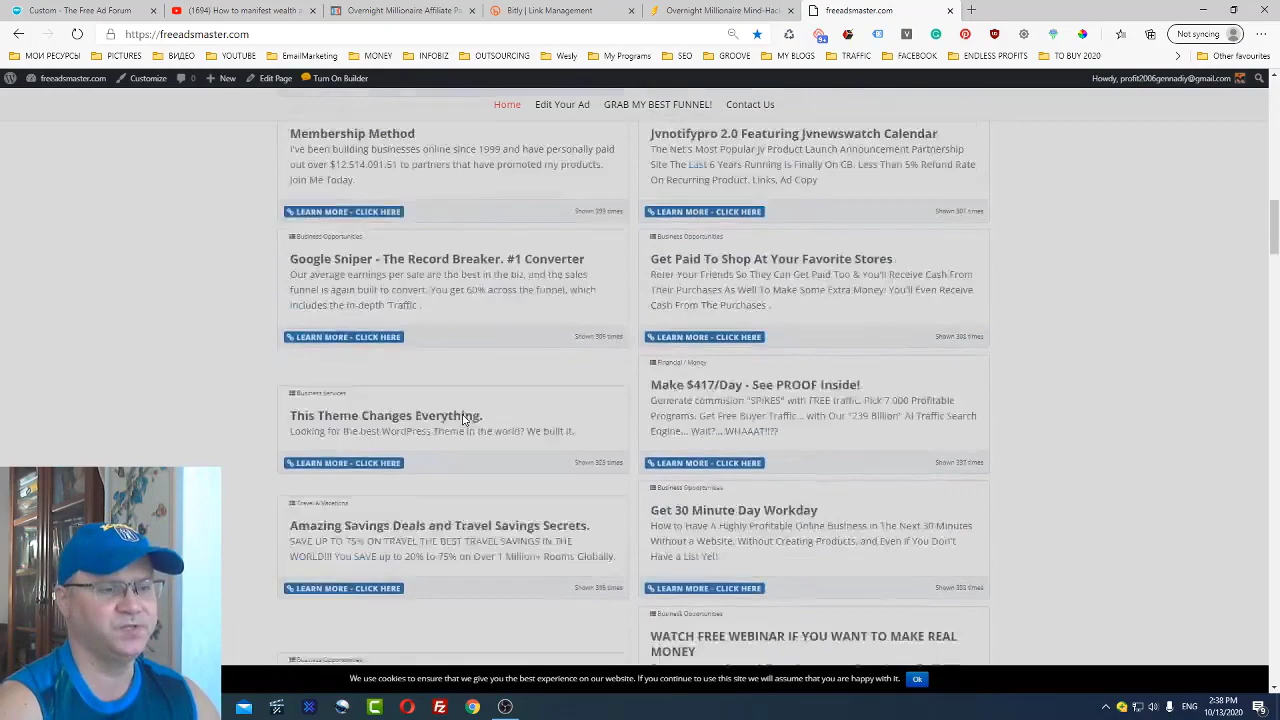 Custom - The Free Ad Forum
(1694) How to manifest wealth a
Overnight Millionaire Affiliate Pa
Bitly | Link Management
Overnight Millionaire Mind-Hack
freeadsmaster.com
https://freeadsmaster.com
Not syncing
MOИ РЕСУРСЫ
PICTURES
ВИДЕО
TRAFFIC
MONEY
INFOBIZ
OUTSOURCING
Wesly
My Programs
SURVEYS
ENDLESS PROFITS
TO BUY 2020
Other favourites
freeadsmaster.com
Customize
0
New
Edit Page
Turn On Builder
Howdy, profit2006gennadiy@gmail.com
Home
Edit Your Ad
GRAB MY BEST FUNNEL!
Contact Us
Membership Method
I've been building businesses online since 1999 and have personally paid
out over $12.514.091.51 to partners that have promoted my products.
Join Me Today.
LEARN MORE - CLICK HERE
Jvnotifypro 2.0 Featuring Jvnewswatch Calendar
The Net's Most Popular Jv Product Launch Announcement Partnership
Site The Last 6 Years Running Is Finally On CB. Less Than 5% Refund Rate
On Recurring Product. Links, Ad Copy
LEARN MORE - CLICK HERE
Business Opportunities
Google Sniper - The Record Breaker. #1 Converter
Our average earnings per sale are the best in the biz, and the sales
funnel is again built to convert. You get 60% across the funnel, which
includes the in-depth 'Traffic .
LEARN MORE - CLICK HERE
Business Opportunities
Get Paid To Shop At Your Favorite Stores
Refer Your Friends So They Can Get Paid Too & You'll Receive Cash From
Their Purchases As Well To Make Some Extra Money! You'll Even Receive
Cash From The Purchases .
LEARN MORE - CLICK HERE
Business Services
This Theme Changes Everything.
Looking for the best WordPress Theme in the world? We built it.
LEARN MORE - CLICK HERE
Financial / Money
Make $417/Day - See PROOF Inside!
Generate commision "SPIKES" with FREE traffic. Pick 7,000 Profitable
Programs. Get Free Buyer Traffic... with Our "239 Billion" AI Traffic Search
Engine... Wait?... WHAAAT!!??
LEARN MORE - CLICK HERE
Travel & Vacations
Amazing Savings Deals and Travel Savings Secrets.
SAVE UP TO 75% ON TRAVEL THE BEST TRAVEL SAVINGS IN THE
WORLD!!! You SAVE up to 20% to 75% on Over 1 Million+ Rooms Globally.
LEARN MORE - CLICK HERE
Business Opportunities
Get 30 Minute Day Workday
How to Have A Highly Profitable Online Business in The Next 30 Minutes
Without a Website, Without Creating Products, and Even if You Don't
Have a List Yet!
LEARN MORE - CLICK HERE
Business Opportunities
Business Opportunities
WATCH FREE WEBINAR IF YOU WANT TO MAKE REAL
MONEY
We use cookies to ensure that we give you the best experience on our website. If you continue to use this site we will assume that you are happy with it.
Ok
ENG
2:38 PM
10/13/2020